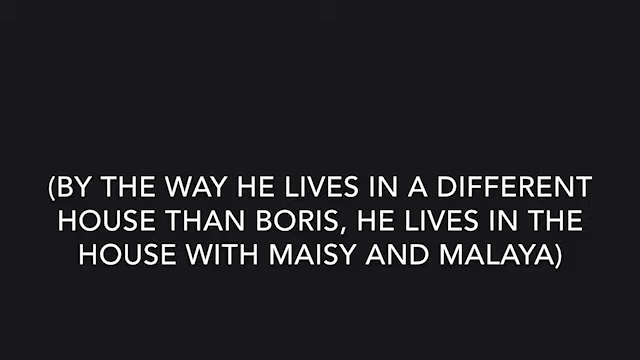 (BY THE WAY HE LIVES IN A DIFFERENT
HOUSE THAN BORIS, HE LIVES IN THE
HOUSE WITH MAISY AND MALAYA)